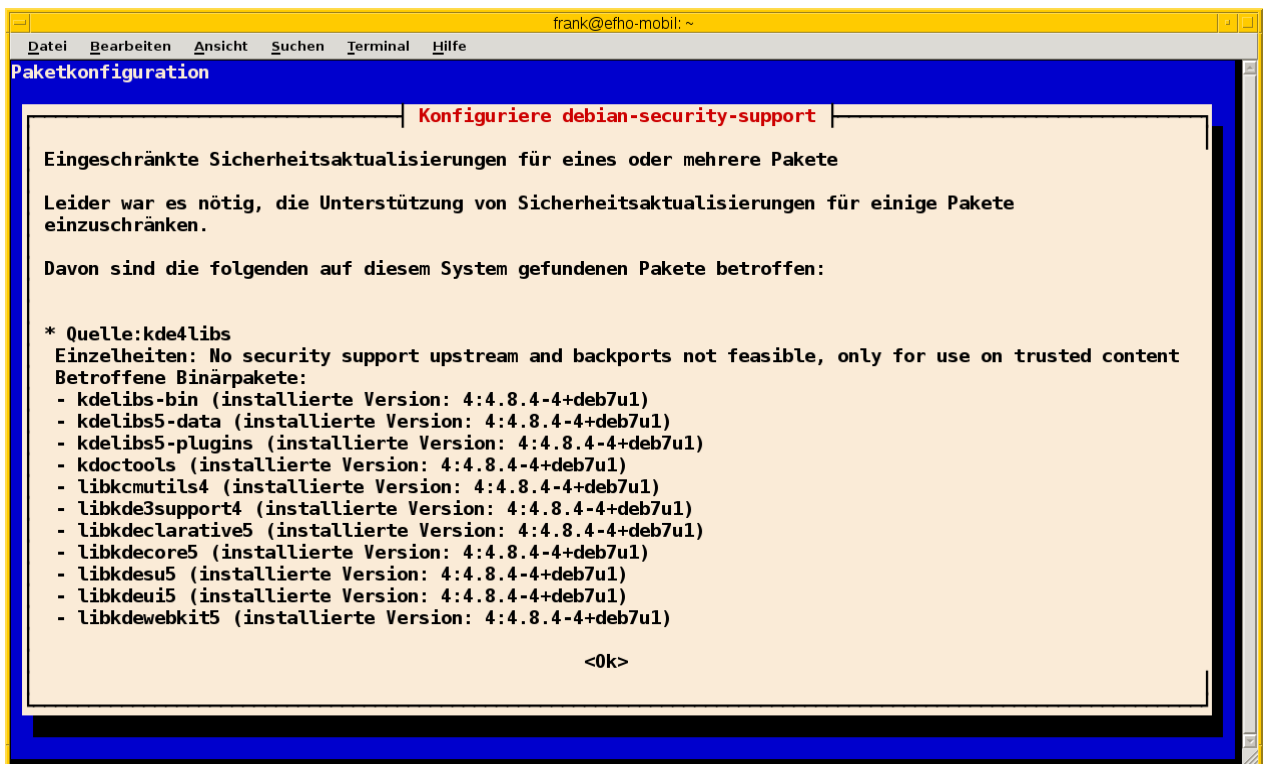 frank@efho-mobil: ~
Datei Bearbeiten Ansicht Suchen Terminal Hilfe
Paketkonfiguration
Konfiguriere debian-security-support
Eingeschränkte Sicherheitsaktualisierungen für eines oder mehrere Pakete
Leider war es nötig, die Unterstützung von Sicherheitsaktualisierungen für einige Pakete
einzuschränken.
Davon sind die folgenden auf diesem System gefundenen Pakete betroffen:
* Quelle:kde4libs
Einzelheiten: No security support upstream and backports not feasible, only for use on trusted content
Betroffene Binärpakete:
- kdelibs-bin (installierte Version: 4:4.8.4-4+deb7u1)
- kdelibs5-data (installierte Version: 4:4.8.4-4+deb7u1)
- kdelibs5-plugins (installierte Version: 4:4.8.4-4+deb7u1)
- kdoctools (installierte Version: 4:4.8.4-4+deb7u1)
- libkcmutils4 (installierte Version: 4:4.8.4-4+deb7u1)
- libkde3support4 (installierte Version: 4:4.8.4-4+deb7u1)
- libkdeclarative5 (installierte Version: 4:4.8.4-4+deb7u1)
- libkdecore5 (installierte Version: 4:4.8.4-4+deb7u1)
- libkdesu5 (installierte Version: 4:4.8.4-4+deb7u1)
- libkdeui5 (installierte Version: 4:4.8.4-4+deb7u1)
- libkdewebkit5 (installierte Version: 4:4.8.4-4+deb7u1)
<Ok>